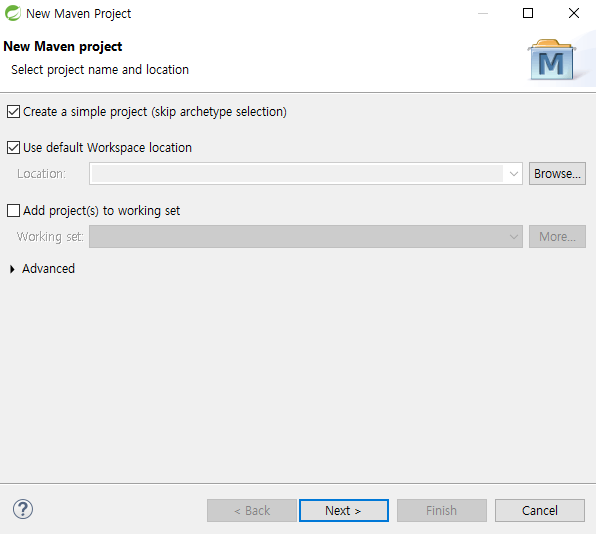 New Maven Project
New Maven project
Select project name and location
M
Create a simple project (skip archetype selection)
Use default Workspace location
Location:
Browse...
Add project(s) to working set
Working set:
More...
Advanced
?
< Back
Next >
Finish
Cancel